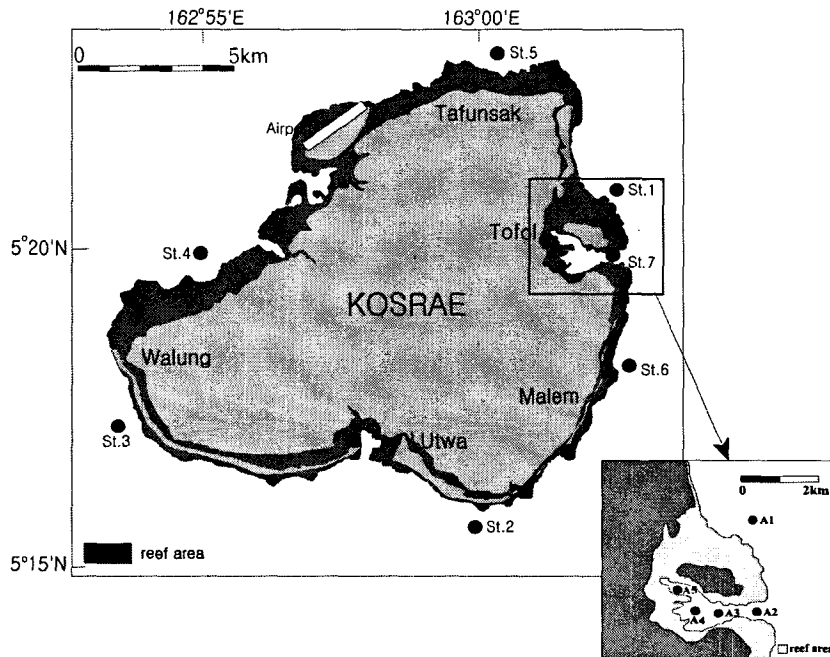 162°55'E
163°00'E
0 5km
St.5
Tafunsak
Airp
St.1
Tofol
5°20'N
St.4
St.7
KOSRAE
Walung
St.6
Malem
St.3
Utwa
0 2km
A1
St.2
reef area
5°15'N
A5
A4 A3 A2
reef area